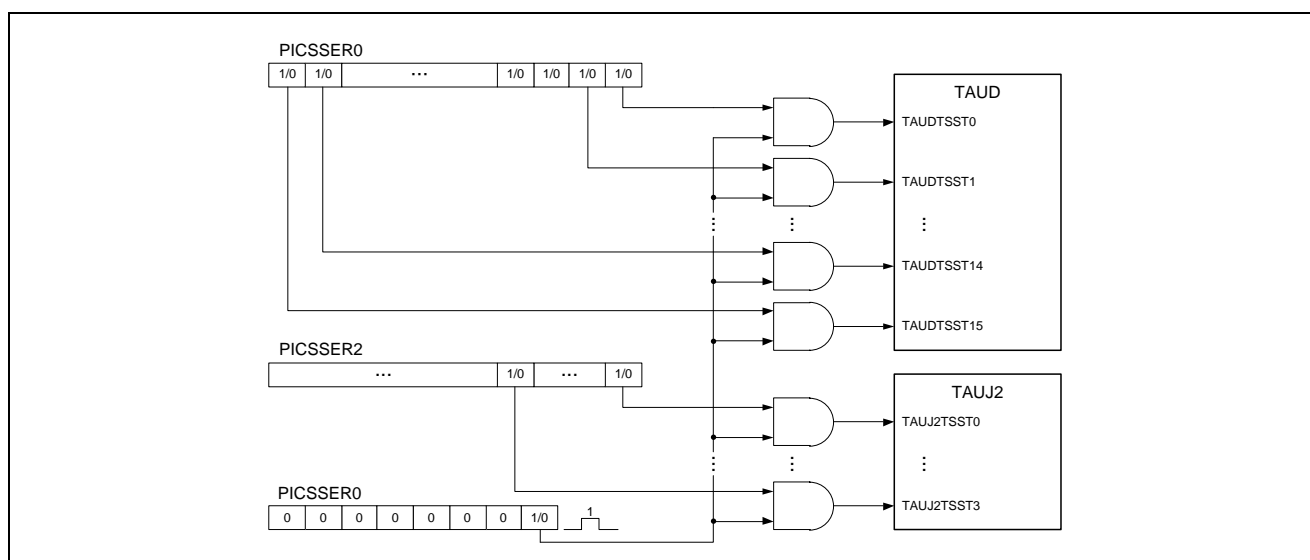 PICSSER0
1/0 1/0 ... 1/0 1/0 1/0 1/0
TAUD
TAUDTSST0
TAUDTSST1
⋮ ⋮ ⋮
TAUDTSST14
TAUDTSST15
PICSSER2
... 1/0 ... 1/0
TAUJ2
TAUJ2TSST0
⋮ ⋮ ⋮
TAUJ2TSST3
PICSSER0
0 0 0 0 0 0 0 1/0 1